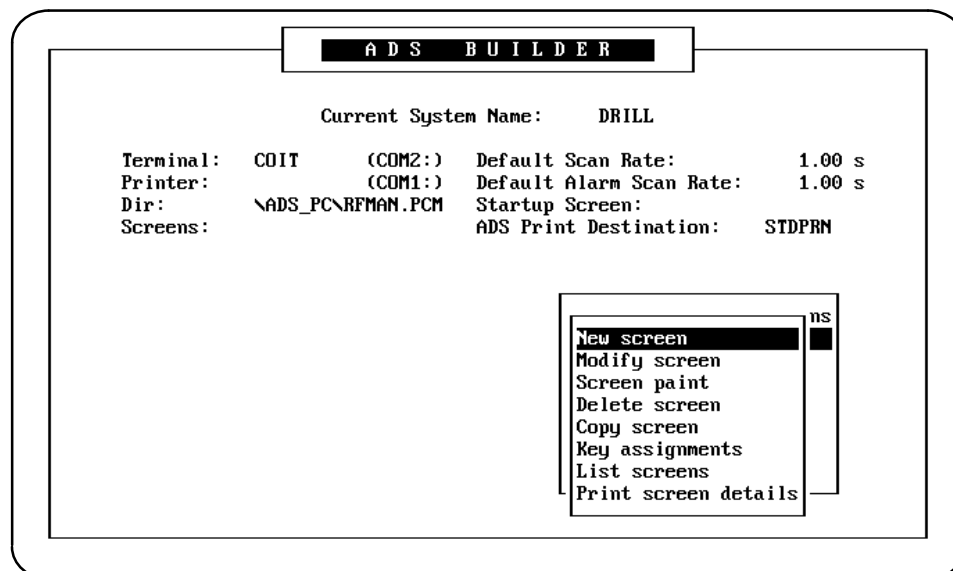 ADS BUILDER
Current System Name: DRILL
Terminal: COIT (COM2:) Default Scan Rate: 1.00 s
Printer: (COM1:) Default Alarm Scan Rate: 1.00 s
Dir: \ADS_PC\RFMAN.PCM Startup Screen:
Screens: ADS Print Destination: STDPRN
ns
New screen
Modify screen
Screen paint
Delete screen
Copy screen
Key assignments
List screens
Print screen details